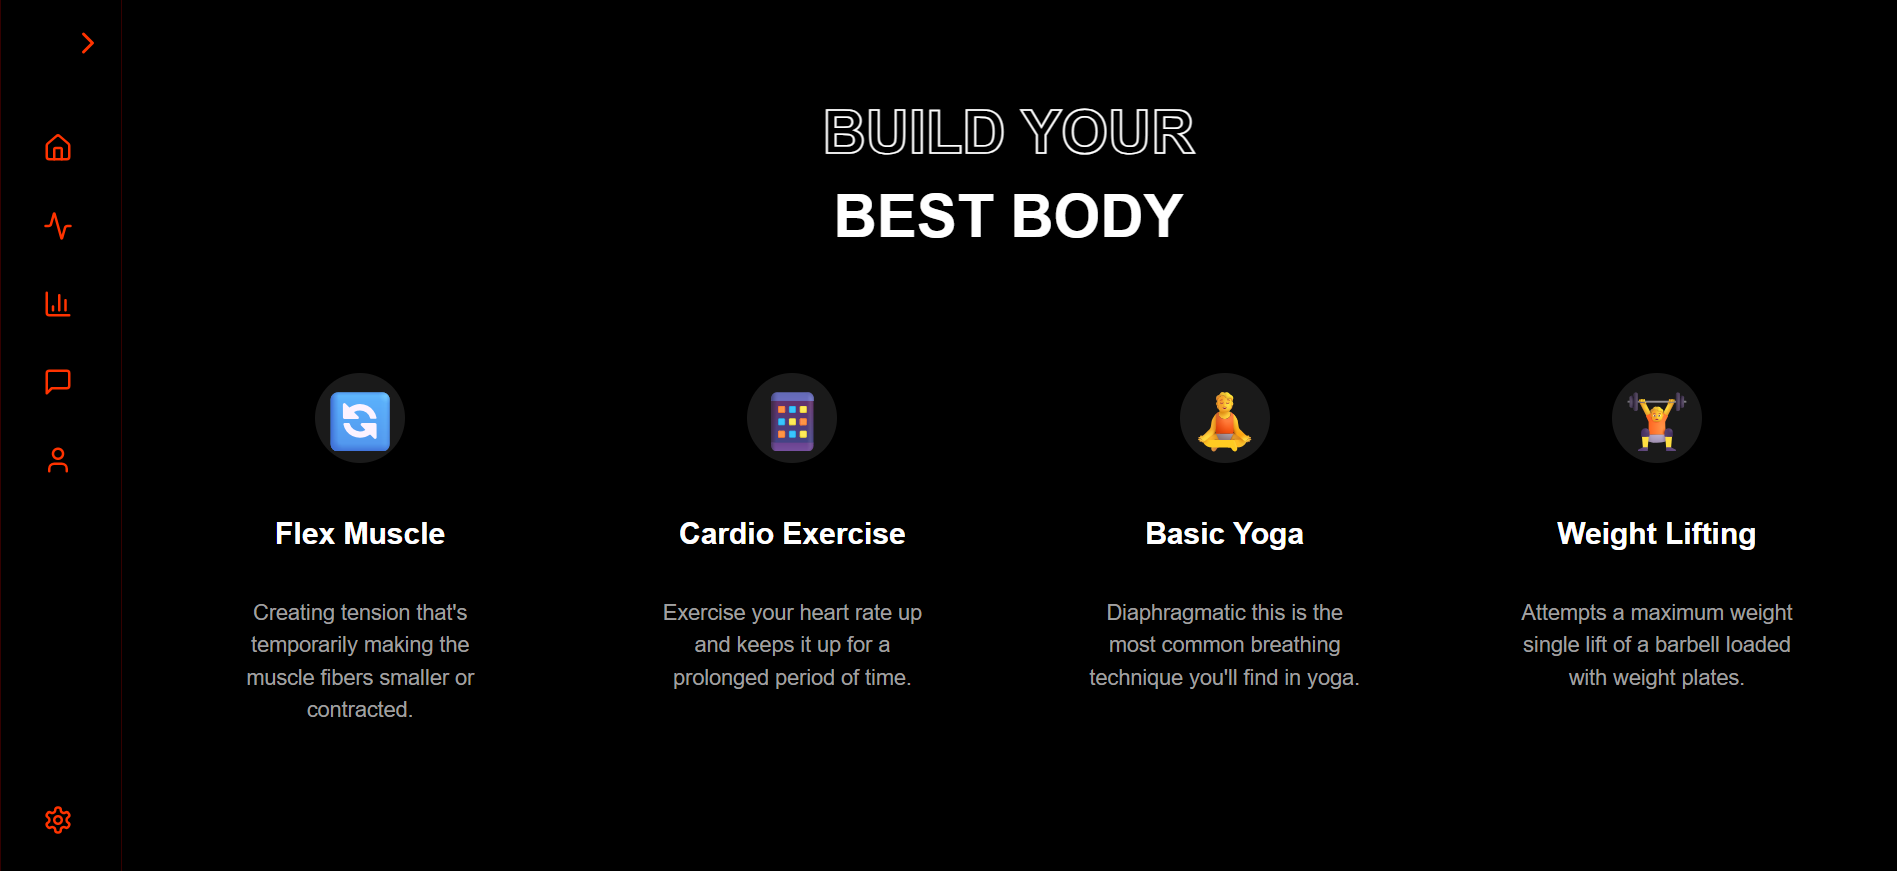 BUILD YOUR
BEST BODY
Flex Muscle
Creating tension that's
temporarily making the
muscle fibers smaller or
contracted.
Cardio Exercise
Exercise your heart rate up
and keeps it up for a
prolonged period of time.
Basic Yoga
Diaphragmatic this is the
most common breathing
technique you'll find in yoga.
Weight Lifting
Attempts a maximum weight
single lift of a barbell loaded
with weight plates.